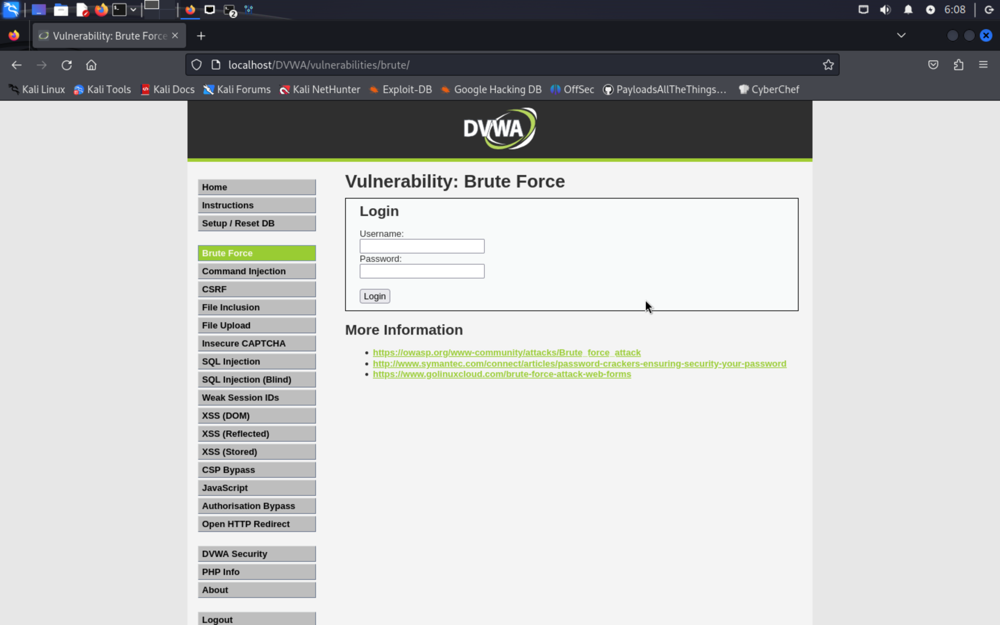 2
6:08
Vulnerability: Brute Force
localhost/DVWA/vulnerabilities/brute/
Kali Linux Kali Tools Kali Docs Kali Forums Kali NetHunter Exploit-DB Google Hacking DB OffSec PayloadsAllTheThings… CyberChef
DVWA
Home
Instructions
Setup / Reset DB
Brute Force
Command Injection
CSRF
File Inclusion
File Upload
Insecure CAPTCHA
SQL Injection
SQL Injection (Blind)
Weak Session IDs
XSS (DOM)
XSS (Reflected)
XSS (Stored)
CSP Bypass
JavaScript
Authorisation Bypass
Open HTTP Redirect
DVWA Security
PHP Info
About
Logout
Vulnerability: Brute Force
Login
Username:
Password:
Login
More Information
https://owasp.org/www-community/attacks/Brute_force_attack
http://www.symantec.com/connect/articles/password-crackers-ensuring-security-your-password
https://www.golinuxcloud.com/brute-force-attack-web-forms